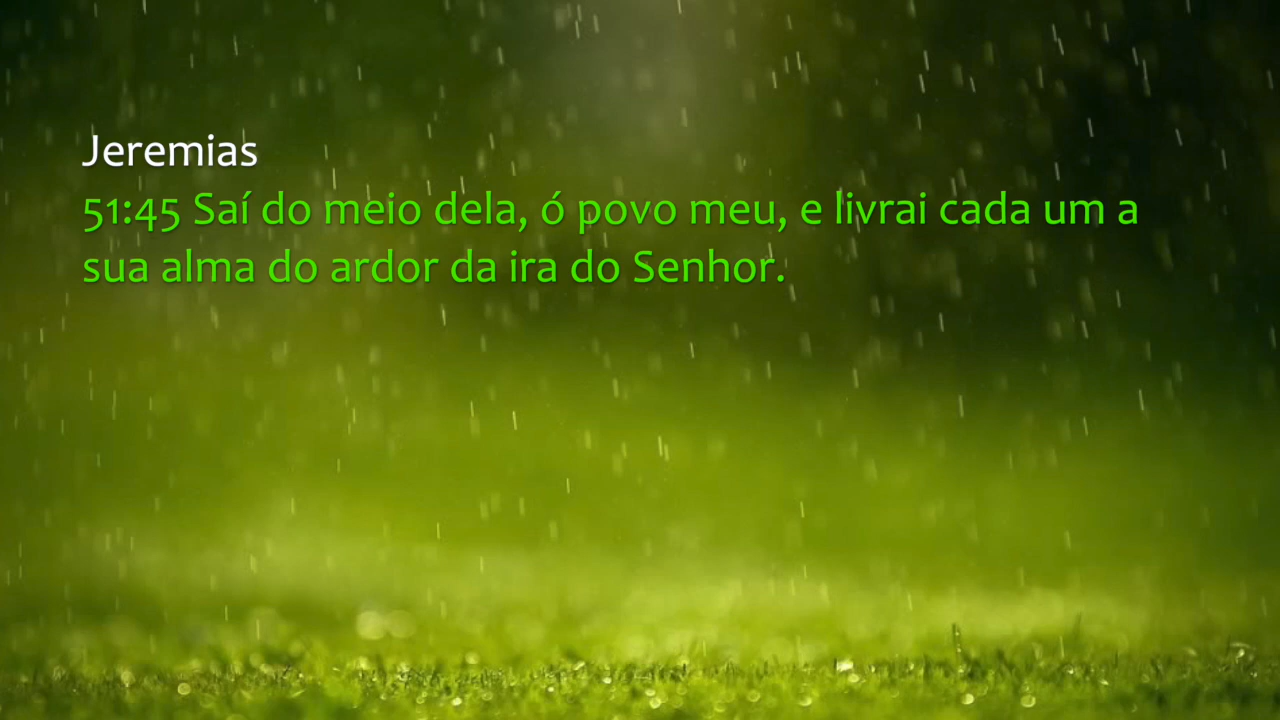 Jeremias
51:45 Saí do meio dela, ó povo meu, e livrai cada um a
sua alma do ardor da ira do Senhor.